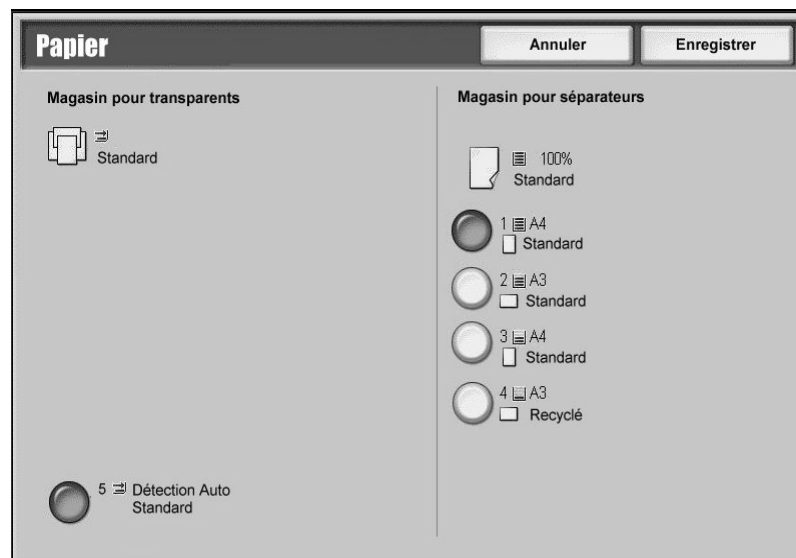 Papier
Annuler
Enregistrer
Magasin pour transparents
Standard
5 Détection Auto
Standard
Magasin pour séparateurs
100%
Standard
1 A4
Standard
2 A3
Standard
3 A4
Standard
4 A3
Recyclé